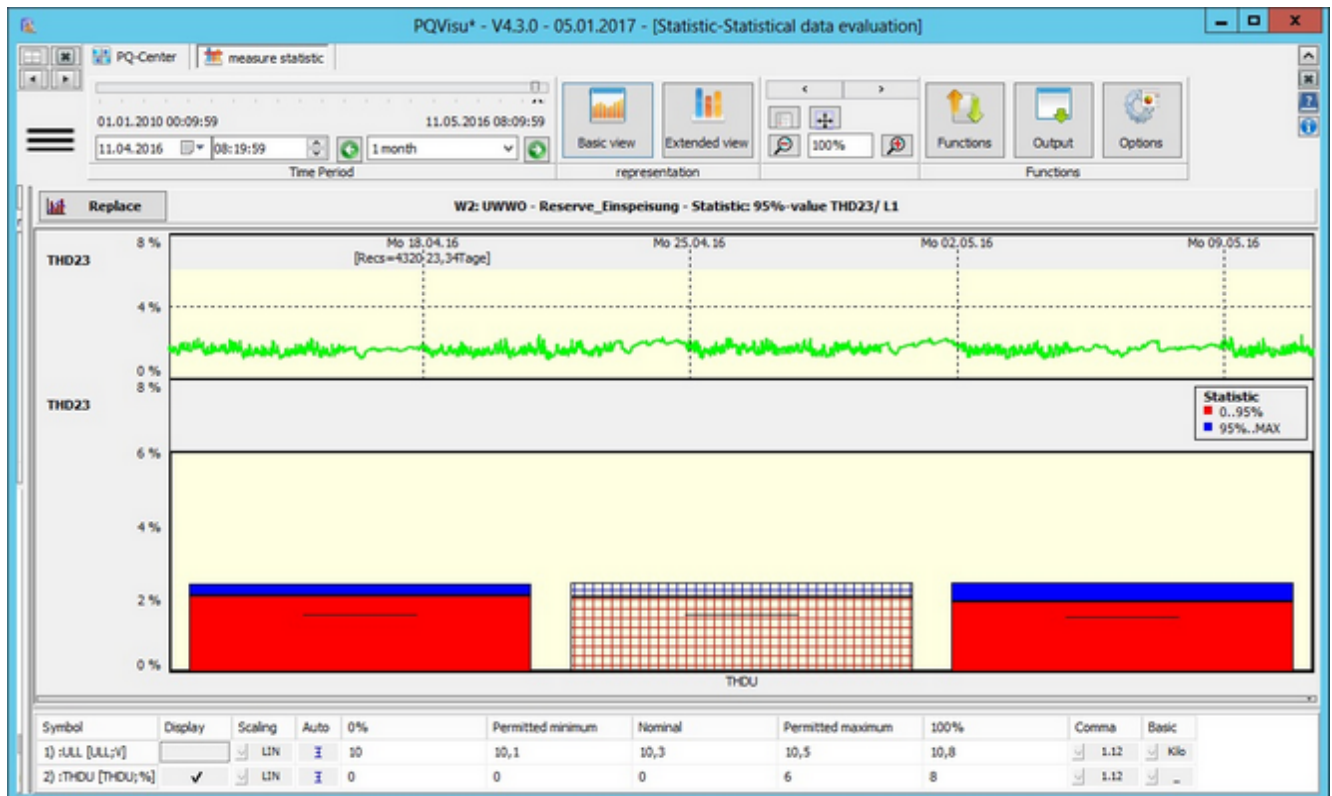 PQVisu* - V4.3.0 - 05.01.2017 - [Statistic-Statistical data evaluation]
PQ-Center measure statistic
01.01.2010 00:09:59 11.05.2016 08:09:59
11.04.2016 08:19:59 1 month
Time Period
Basic view Extended view
representation
100%
Functions Output Options
Functions
Replace W2: UWWO - Reserve_Einspeisung - Statistic: 95%-value THD23/ L1
THD23 8 % Mo 18.04.16 Mo 25.04.16 Mo 02.05.16 Mo 09.05.16
[Recs=4320 23,34Tage]
4 %
0 %
THD23 8 %
Statistic
0..95%
95%..MAX
6 %
4 %
2 %
0 %
THDU
Symbol Display Scaling Auto 0% Permitted minimum Nominal Permitted maximum 100% Comma Basic
1) :ULL [ULL;V] LIN 10 10,1 10,3 10,5 10,8 1.12 Kilo
2) :THDU [THDU;%] ✓ LIN 0 0 0 6 8 1.12 _